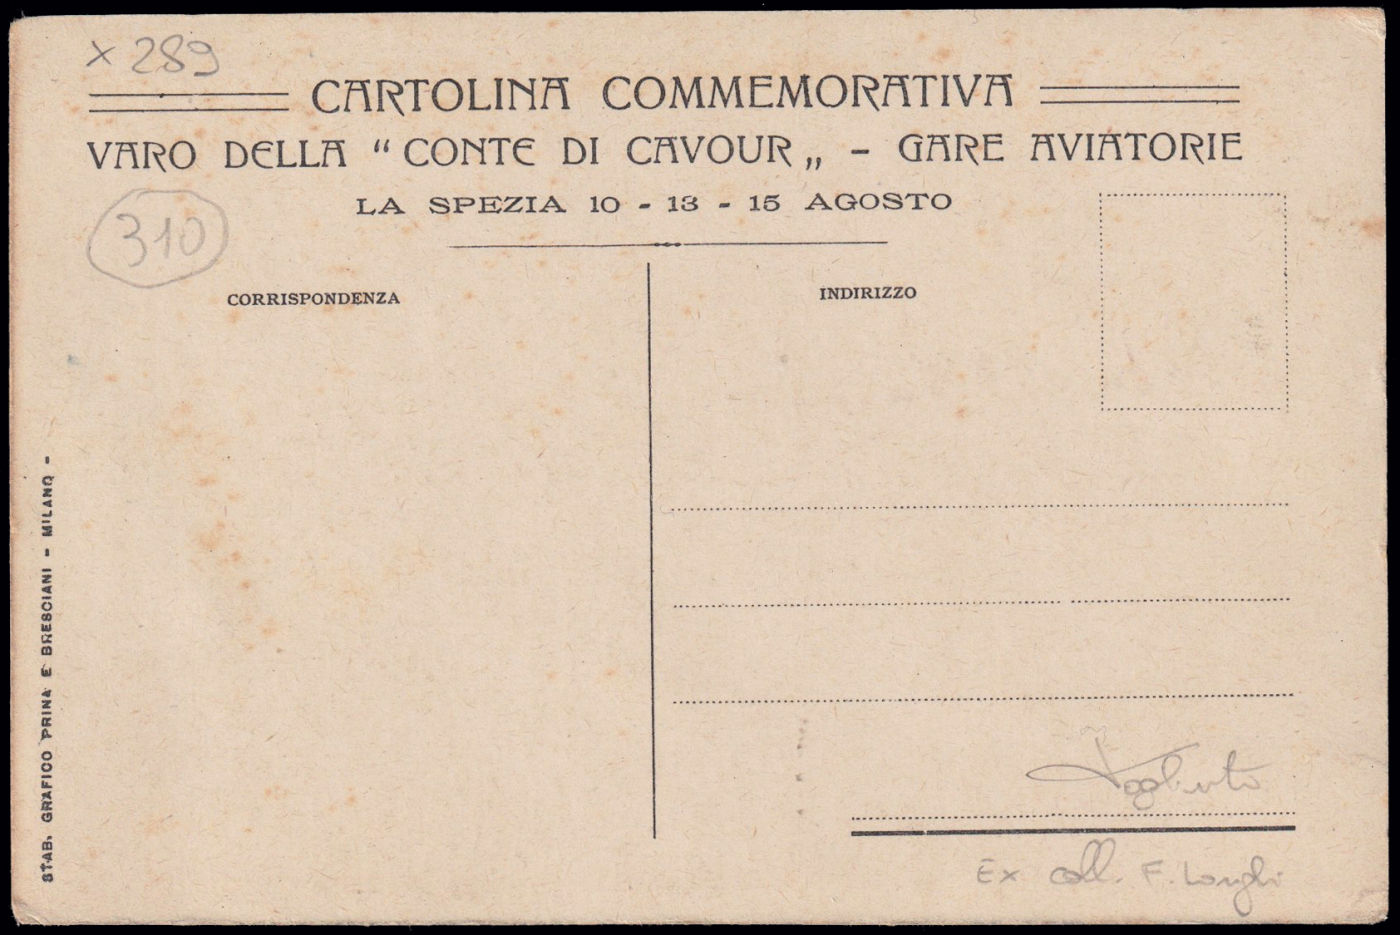 x 289
CARTOLINA COMMEMORATIVA
VARO DELLA “ CONTE DI CAVOUR „ - GARE AVIATORIE
LA SPEZIA 10 - 13 - 15 AGOSTO
310
CORRISPONDENZA
INDIRIZZO
STAB. GRAFICO PRINA E BRESCIANI - MILANO -
Ex coll. F. Longhi